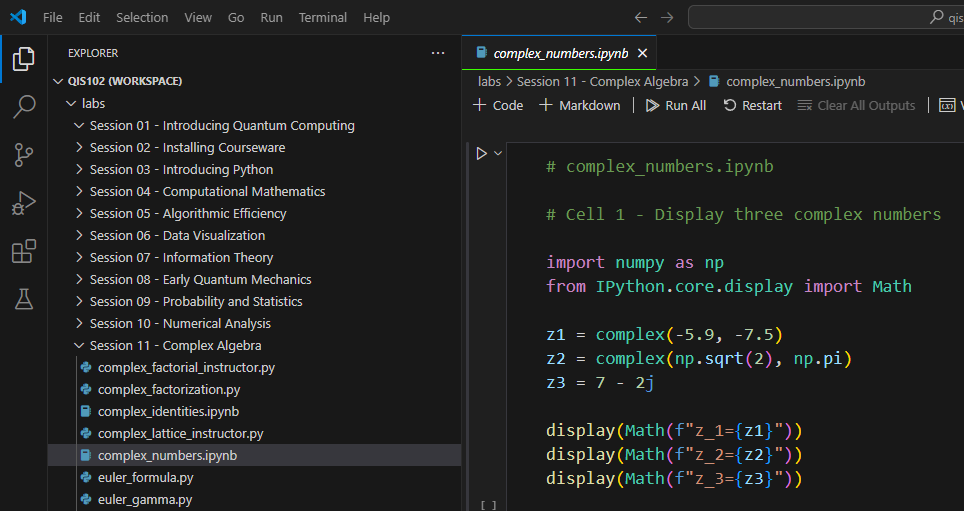 File Edit Selection View Go Run Terminal Help
qis
EXPLORER
QIS102 (WORKSPACE)
labs
Session 01 - Introducing Quantum Computing
Session 02 - Installing Courseware
Session 03 - Introducing Python
Session 04 - Computational Mathematics
Session 05 - Algorithmic Efficiency
Session 06 - Data Visualization
Session 07 - Information Theory
Session 08 - Early Quantum Mechanics
Session 09 - Probability and Statistics
Session 10 - Numerical Analysis
Session 11 - Complex Algebra
complex_factorial_instructor.py
complex_factorization.py
complex_identities.ipynb
complex_lattice_instructor.py
complex_numbers.ipynb
euler_formula.py
euler_gamma.py
complex_numbers.ipynb
labs > Session 11 - Complex Algebra > complex_numbers.ipynb
+ Code + Markdown Run All Restart Clear All Outputs V
# complex_numbers.ipynb
# Cell 1 - Display three complex numbers
import numpy as np
from IPython.core.display import Math
z1 = complex(-5.9, -7.5)
z2 = complex(np.sqrt(2), np.pi)
z3 = 7 - 2j
display(Math(f"z_1={z1}"))
display(Math(f"z_2={z2}"))
display(Math(f"z_3={z3}"))
[ ]